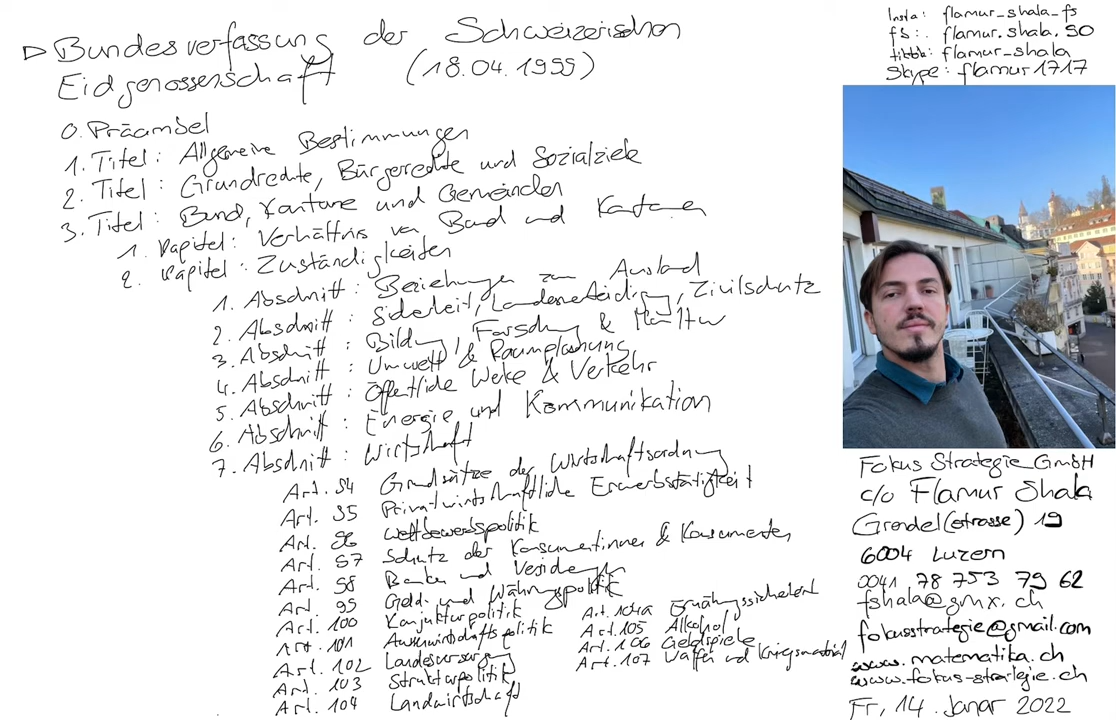 ▷ Bundesverfassung der Schweizerischen
Eidgenossenschaft (18.04.1999)
0. Präambel
1. Titel: Allgemeine Bestimmungen
2. Titel: Grundrechte, Bürgerrechte und Sozialziele
3. Titel: Bund, Kantone und Gemeinden
1. Kapitel: Verhältnis von Bund und Kantonen
2. Kapitel: Zuständigkeiten
1. Abschnitt: Beziehungen zum Ausland
2. Abschnitt: Sicherheit, Landesverteidigung, Zivilschutz
3. Abschnitt: Bildung, Forschung & Kultur
4. Abschnitt: Umwelt & Raumplanung
5. Abschnitt: Öffentliche Werke & Verkehr
6. Abschnitt: Energie und Kommunikation
7. Abschnitt: Wirtschaft
Art. 94 Grundsätze der Wirtschaftsordnung
Art. 95 Privatwirtschaftliche Erwerbstätigkeit
Art. 96 Wettbewerbspolitik
Art. 97 Schutz der Konsumentinnen & Konsumenten
Art. 98 Banken und Versicherungen
Art. 99 Geld- und Währungspolitik
Art. 100 Konjunkturpolitik
Art. 101 Aussenwirtschaftspolitik
Art. 102 Landesversorgung
Art. 103 Strukturpolitik
Art. 104 Landwirtschaft
Art. 104a Ernährungssicherheit
Art. 105 Alkohol
Art. 106 Geldspiele
Art. 107 Waffen und Kriegsmaterial
Insta: flamur_shala_fs
fs: flamur.shala.90
tiktok: flamur_shala
Skype: flamur1717
Fokus Strategie GmbH
c/o Flamur Shala
Grendel(strasse) 19
6004 Luzern
0041 78 753 79 62
fshala@gmx.ch
fokusstrategie@gmail.com
www.matematika.ch
www.fokus-strategie.ch
Fr, 14. Janar 2022